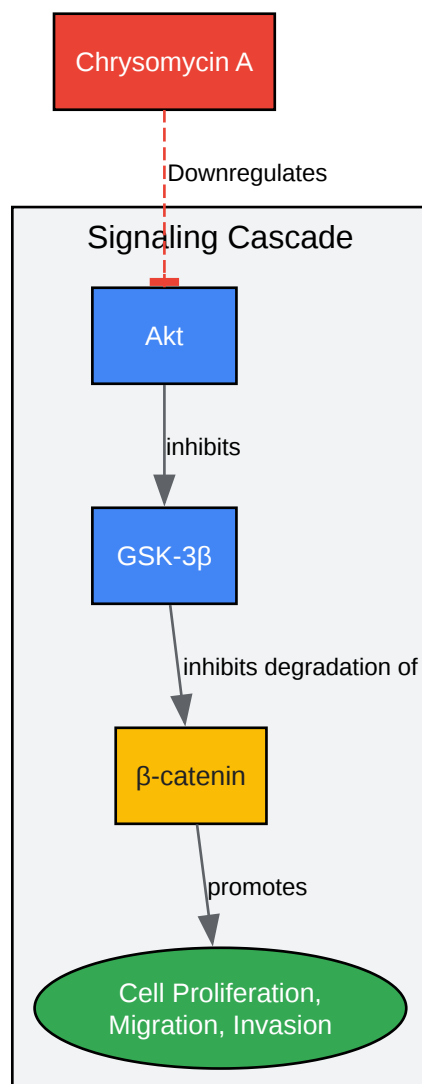 Chrysomycin A
Downregulates
Signaling Cascade
Akt
inhibits
GSK-3β
inhibits degradation of
β-catenin
promotes
Cell Proliferation,
Migration, Invasion